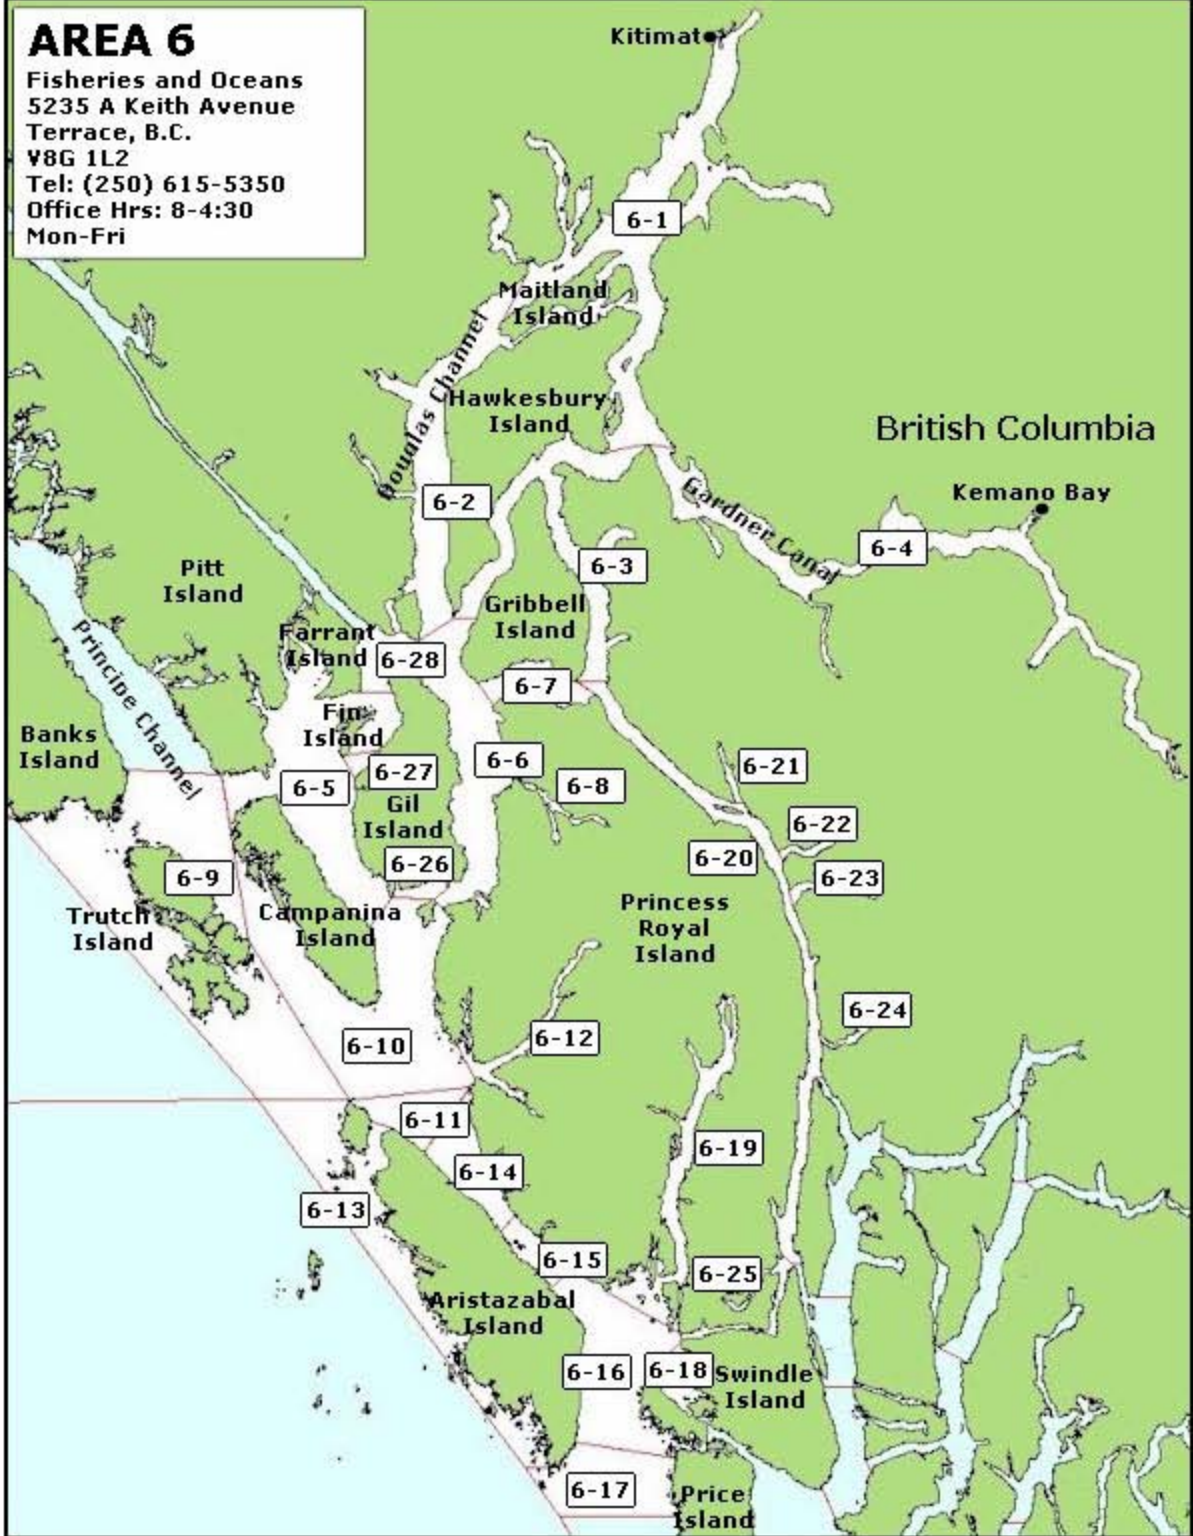 AREA 6
Fisheries and Oceans
5235 A Keith Avenue
Terrace, B.C.
V8G 1L2
Tel: (250) 615-5350
Office Hrs: 8-4:30
Mon-Fri
Kitimat
6-1
Maitland
Island
Douglas Channel
Hawkesbury
Island
British Columbia
Gardner Canal
Kemano Bay
6-2
6-4
6-3
Pitt
Island
Gribbell
Island
Farrant
Island
6-28
Principe Channel
6-7
Fin
Island
Banks
Island
6-6
6-27
6-5
6-21
6-8
Gil
Island
6-22
6-26
6-20
6-9
6-23
Trutch
Island
Campanina
Island
Princess
Royal
Island
6-24
6-12
6-10
6-11
6-19
6-14
6-13
6-15
6-25
Aristazabal
Island
6-16
6-18
Swindle
Island
6-17
Price
Island